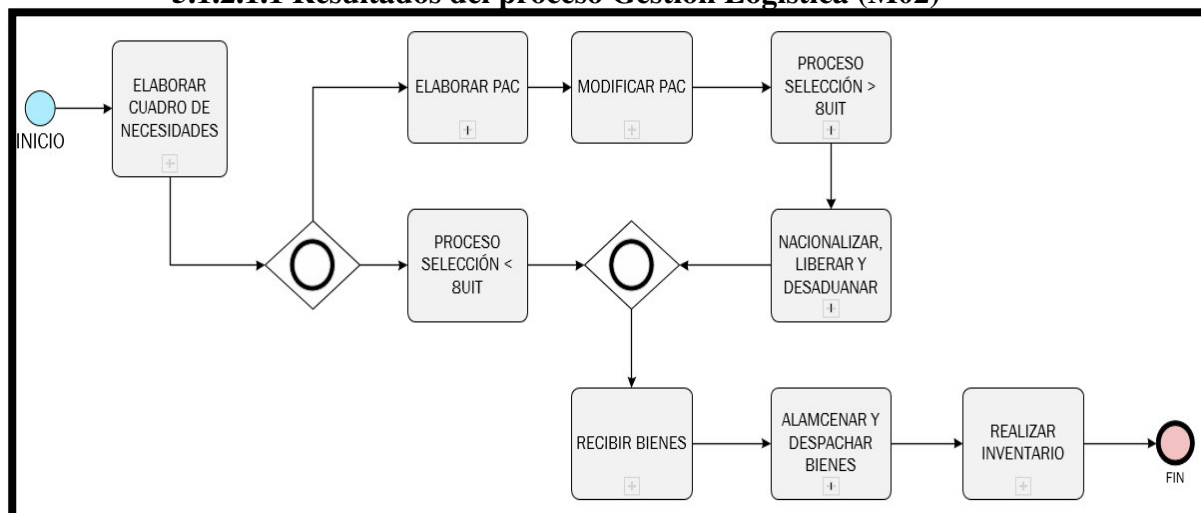 5.1.2.1.1 Resultados del proceso Gestión Logística (M02)
INICIO
ELABORAR
CUADRO DE
NECESIDADES
ELABORAR PAC
MODIFICAR PAC
PROCESO
SELECCIÓN >
8UIT
PROCESO
SELECCIÓN <
8UIT
NACIONALIZAR,
LIBERAR Y
DESADUANAR
RECIBIR BIENES
ALAMCENAR Y
DESPACHAR
BIENES
REALIZAR
INVENTARIO
FIN